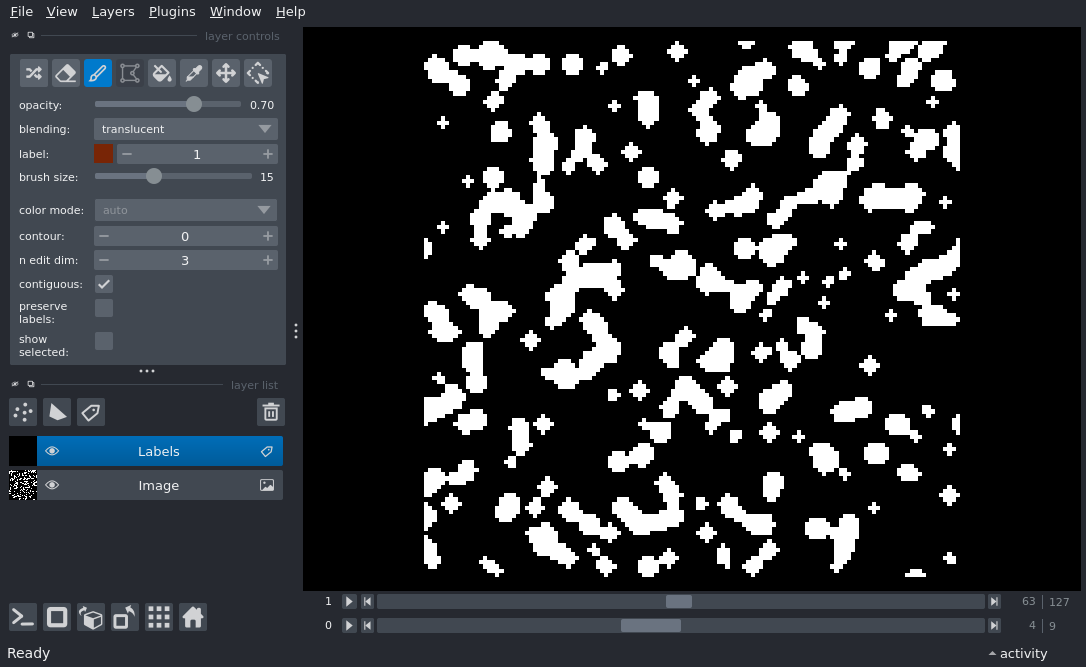 File View Layers Plugins Window Help
layer controls
opacity: 0.70
blending: translucent
label: 1
brush size: 15
color mode: auto
contour: 0
n edit dim: 3
contiguous:
preserve
labels:
show
selected:
layer list
Labels
Image
1 63 127
0 4 9
Ready activity